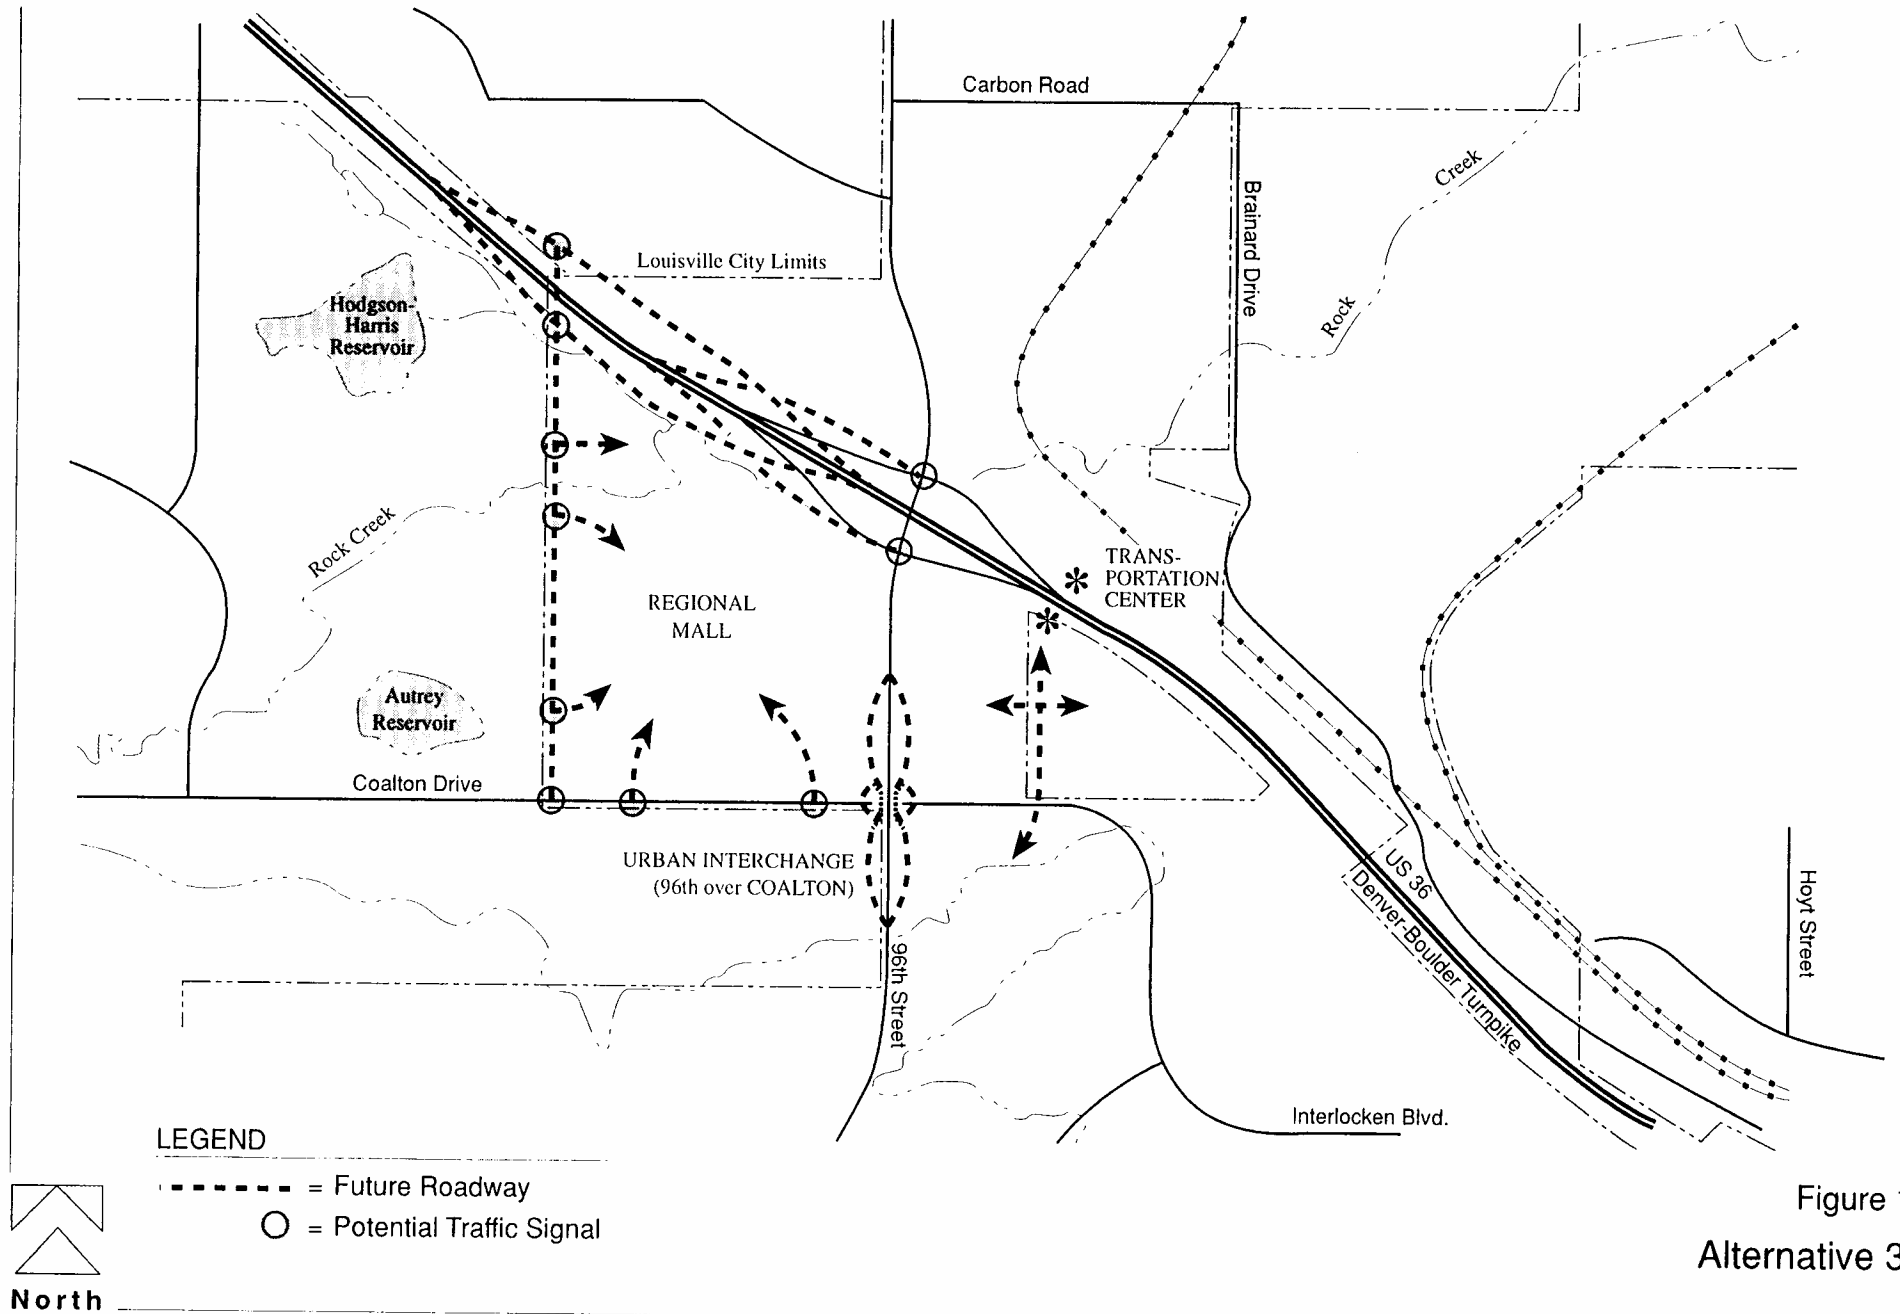 Carbon Road
Creek
Brainard Drive
Louisville City Limits
Rock
Hodgson-
Harris
Reservoir
Rock Creek
TRANS-
PORTATION
CENTER
REGIONAL
MALL
Autrey
Reservoir
Coalton Drive
URBAN INTERCHANGE
(96th over COALTON)
US 36
Denver-Boulder Turnpike
Hoyt Street
96th Street
Interlocken Blvd.
LEGEND
= Future Roadway
= Potential Traffic Signal
Figure
Alternative 3
North